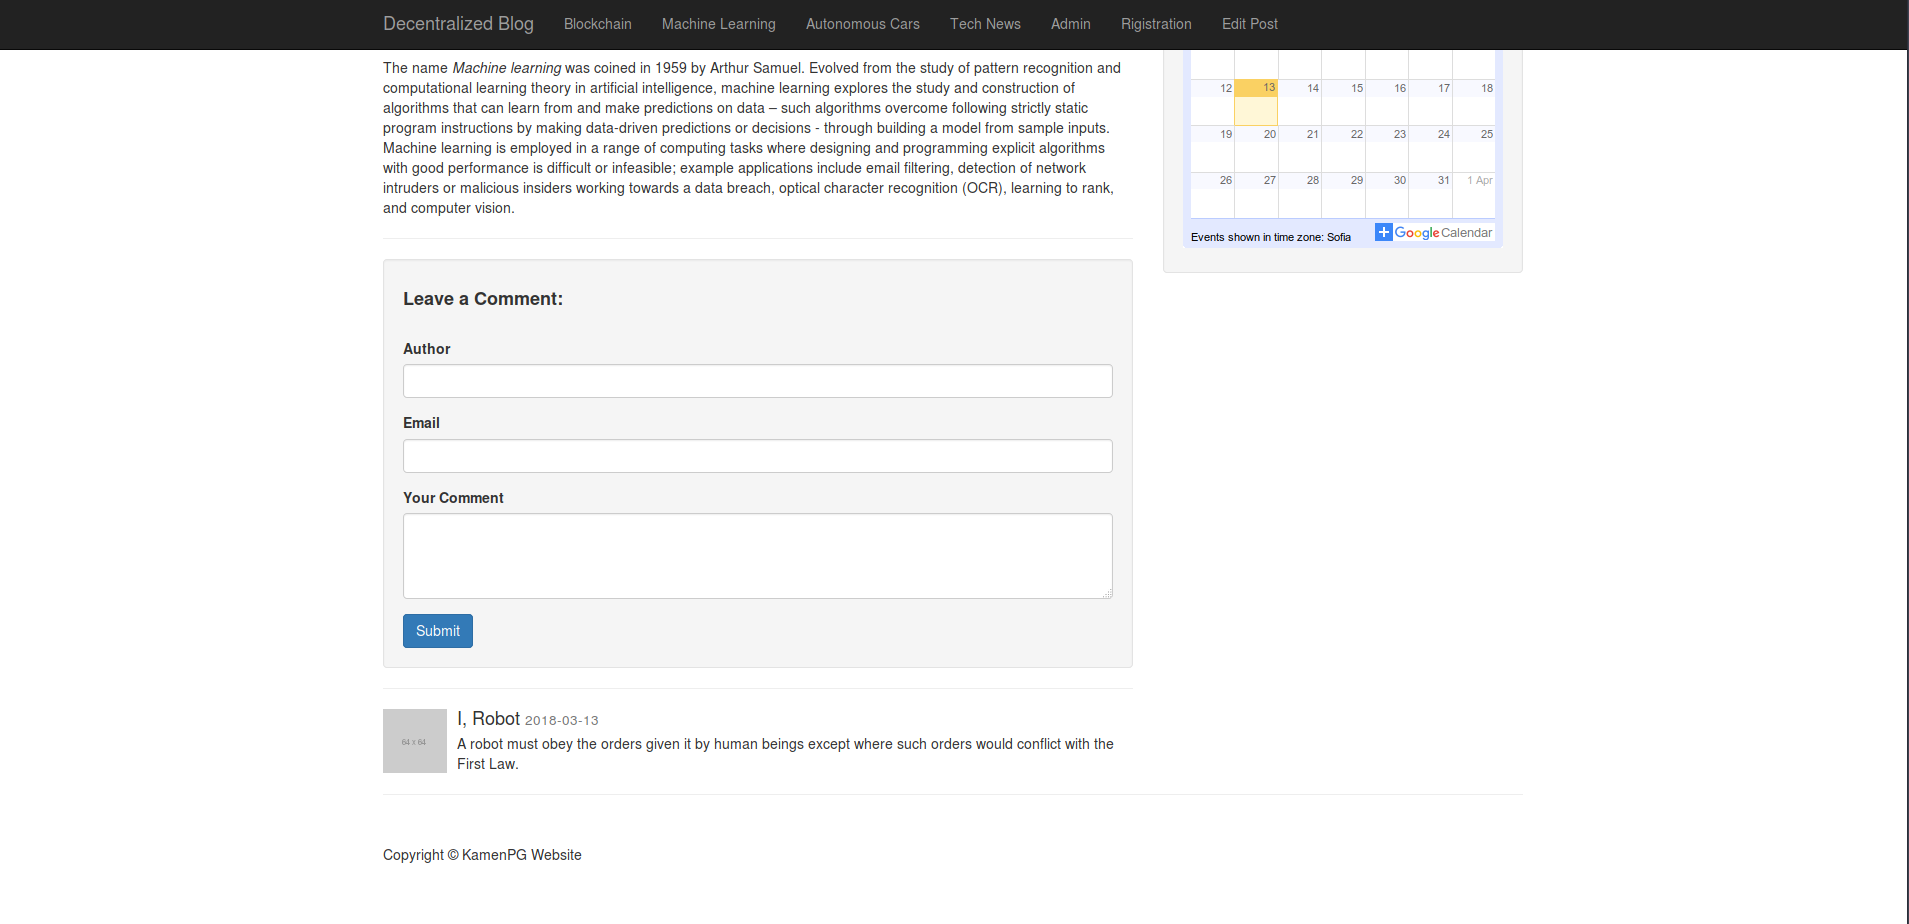 Decentralized Blog Blockchain Machine Learning Autonomous Cars Tech News Admin Rigistration Edit Post
The name Machine learning was coined in 1959 by Arthur Samuel. Evolved from the study of pattern recognition and
computational learning theory in artificial intelligence, machine learning explores the study and construction of
algorithms that can learn from and make predictions on data – such algorithms overcome following strictly static
program instructions by making data-driven predictions or decisions - through building a model from sample inputs.
Machine learning is employed in a range of computing tasks where designing and programming explicit algorithms
with good performance is difficult or infeasible; example applications include email filtering, detection of network
intruders or malicious insiders working towards a data breach, optical character recognition (OCR), learning to rank,
and computer vision.
12 13 14 15 16 17 18
19 20 21 22 23 24 25
26 27 28 29 30 31 1 Apr
Events shown in time zone: Sofia Google Calendar
Leave a Comment:
Author
Email
Your Comment
Submit
64 x 64
I, Robot 2018-03-13
A robot must obey the orders given it by human beings except where such orders would conflict with the
First Law.
Copyright © KamenPG Website